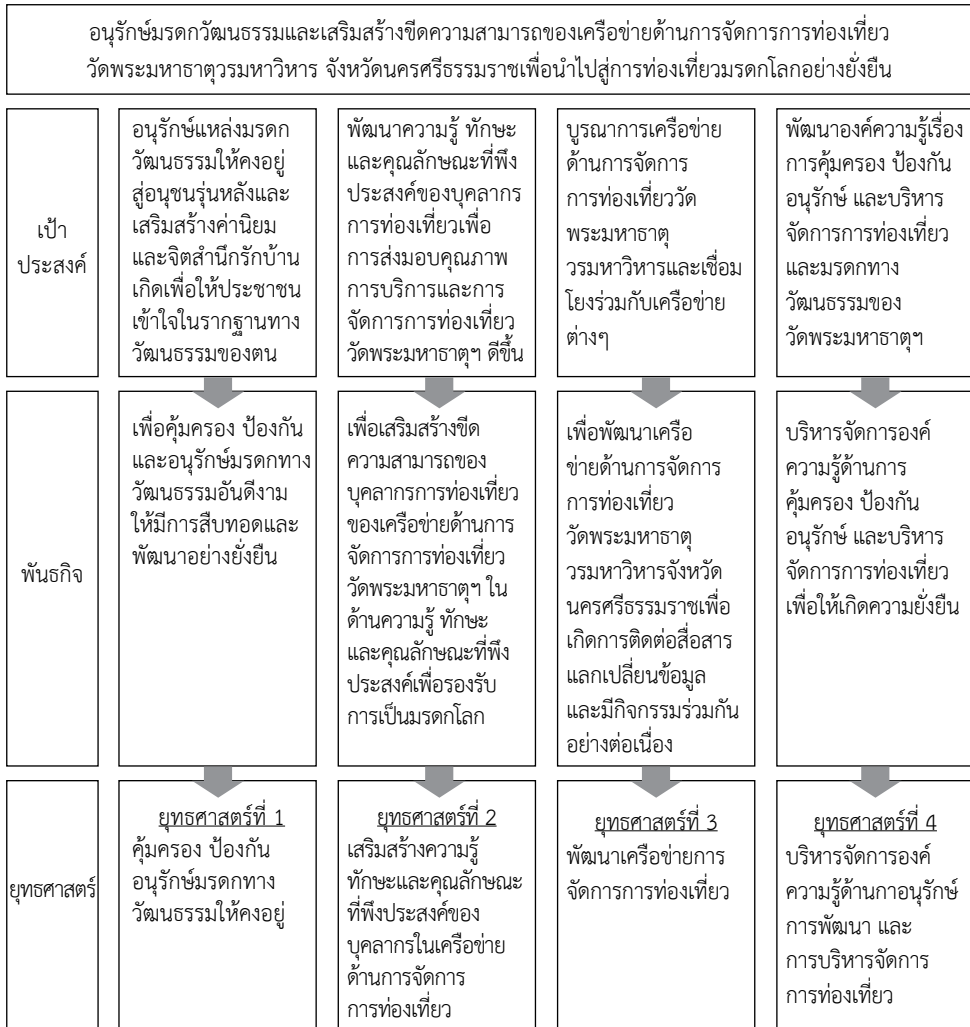 อนุรักษ์มรดกวัฒนธรรมและเสริมสร้างขีดความสามารถของเครือข่ายด้านการจัดการการท่องเที่ยว
วัดพระมหาธาตุวรมหาวิหาร จังหวัดนครศรีธรรมราชเพื่อนำไปสู่การท่องเที่ยวมรดกโลกอย่างยั่งยืน
เป้า
ประสงค์
อนุรักษ์แหล่งมรดก
วัฒนธรรมให้คงอยู่
สู่อนุชนรุ่นหลังและ
เสริมสร้างค่านิยม
และจิตสำนึกรักบ้าน
เกิดเพื่อให้ประชาชน
เข้าใจในรากฐานทาง
วัฒนธรรมของตน
พัฒนาความรู้ ทักษะ
และคุณลักษณะที่พึง
ประสงค์ของบุคลากร
การท่องเที่ยวเพื่อ
การส่งมอบคุณภาพ
การบริการและการ
จัดการการท่องเที่ยว
วัดพระมหาธาตุฯ ดีขึ้น
บูรณาการเครือข่าย
ด้านการจัดการ
การท่องเที่ยววัด
พระมหาธาตุ
วรมหาวิหารและเชื่อม
โยงร่วมกับเครือข่าย
ต่างๆ
พัฒนาองค์ความรู้เรื่อง
การคุ้มครอง ป้องกัน
อนุรักษ์ และบริหาร
จัดการการท่องเที่ยว
และมรดกทาง
วัฒนธรรมของ
วัดพระมหาธาตุฯ
พันธกิจ
เพื่อคุ้มครอง ป้องกัน
และอนุรักษ์มรดกทาง
วัฒนธรรมอันดีงาม
ให้มีการสืบทอดและ
พัฒนาอย่างยั่งยืน
เพื่อเสริมสร้างขีด
ความสามารถของ
บุคลากรการท่องเที่ยว
ของเครือข่ายด้านการ
จัดการการท่องเที่ยว
วัดพระมหาธาตุฯ ใน
ด้านความรู้ ทักษะ
และคุณลักษณะที่พึง
ประสงค์เพื่อรองรับ
การเป็นมรดกโลก
เพื่อพัฒนาเครือ
ข่ายด้านการจัดการ
การท่องเที่ยว
วัดพระมหาธาตุ
วรมหาวิหารจังหวัด
นครศรีธรรมราชเพื่อ
เกิดการติดต่อสื่อสาร
แลกเปลี่ยนข้อมูล
และมีกิจกรรมร่วมกัน
อย่างต่อเนื่อง
บริหารจัดการองค์
ความรู้ด้านการ
คุ้มครอง ป้องกัน
อนุรักษ์ และบริหาร
จัดการการท่องเที่ยว
เพื่อให้เกิดความยั่งยืน
ยุทธศาสตร์
ยุทธศาสตร์ที่ 1
คุ้มครอง ป้องกัน
อนุรักษ์มรดกทาง
วัฒนธรรมให้คงอยู่
ยุทธศาสตร์ที่ 2
เสริมสร้างความรู้
ทักษะและคุณลักษณะ
ที่พึงประสงค์ของ
บุคลากรในเครือข่าย
ด้านการจัดการ
การท่องเที่ยว
ยุทธศาสตร์ที่ 3
พัฒนาเครือข่ายการ
จัดการการท่องเที่ยว
ยุทธศาสตร์ที่ 4
บริหารจัดการองค์
ความรู้ด้านกาอนุรักษ์
การพัฒนา และ
การบริหารจัดการ
การท่องเที่ยว